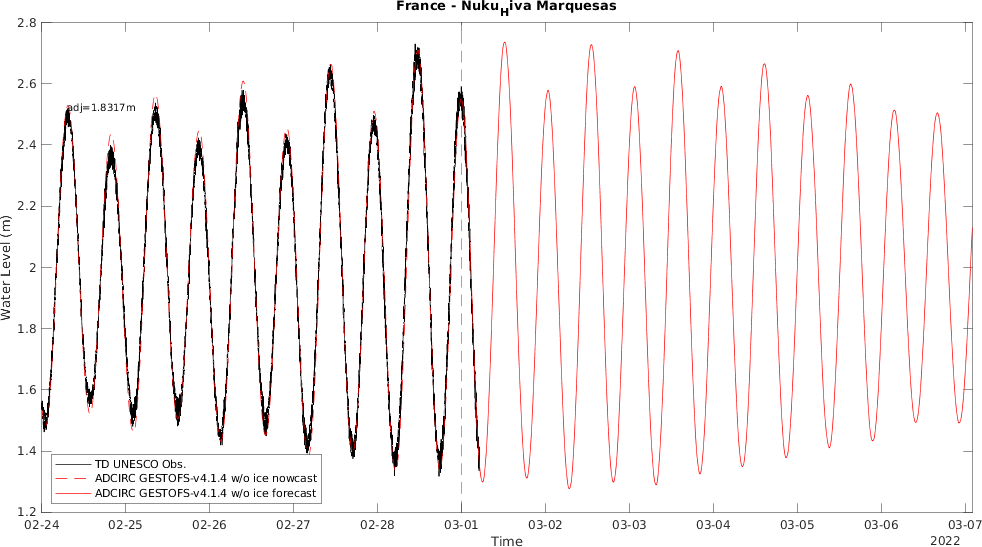 France - Nuku Hiva Marquesas
2.8
2.6
2.4
2.2
2
1.8
1.6
1.4
1.2
Water Level (m)
adj=1.8317m
TD UNESCO Obs.
ADCIRC GESTOFS-v4.1.4 w/o ice nowcast
ADCIRC GESTOFS-v4.1.4 w/o ice forecast
02-24 02-25 02-26 02-27 02-28 03-01 03-02 03-03 03-04 03-05 03-06 03-07
Time
2022